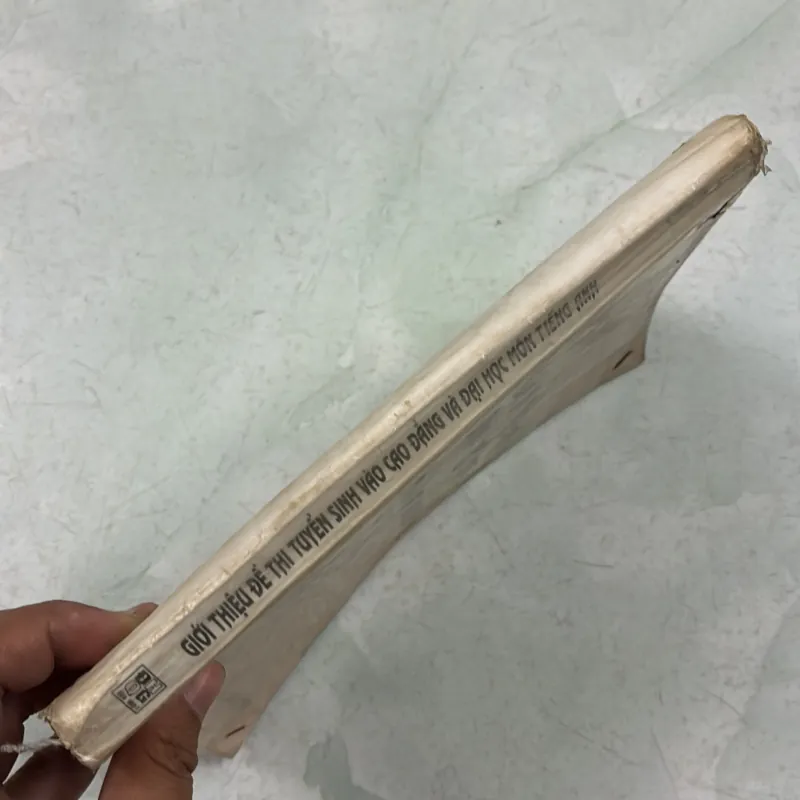 GIỚI THIỆU ĐỀ THI TUYỂN SINH VÀO CAO ĐẲNG VÀ ĐẠI HỌC MÔN TIẾNG ANH